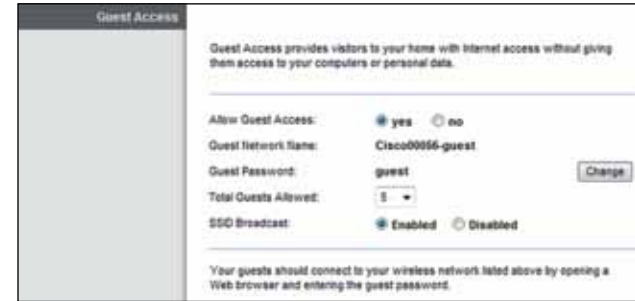 Guest Access
Guest Access provides visitors to your home with Internet access without giving
them access to your computers or personal data.
Allow Guest Access: yes no
Guest Network Name: Cisco00056-guest
Guest Password: guest Change
Total Guests Allowed: 5
SSID Broadcast: Enabled Disabled
Your guests should connect to your wireless network listed above by opening a
Web browser and entering the guest password.